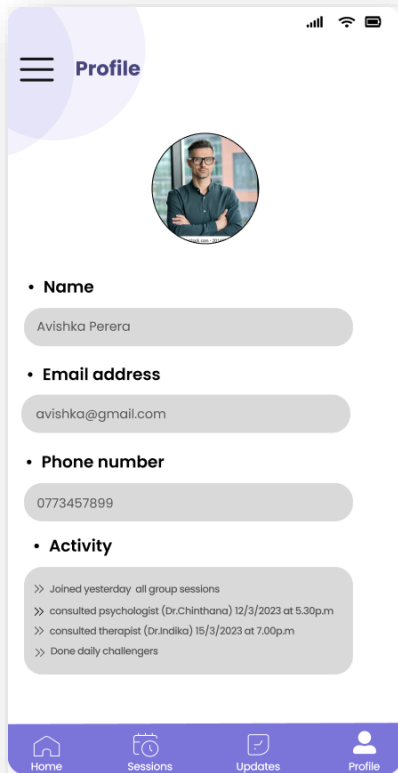 Profile
• Name
Avishka Perera
• Email address
avishka@gmail.com
• Phone number
0773457899
• Activity
Joined yesterday all group sessions
consulted psychologist (Dr.Chinthana) 12/3/2023 at 5.30p.m
consulted therapist (Dr.Indika) 15/3/2023 at 7.00p.m
Done daily challengers
Home
Sessions
Updates
Profile